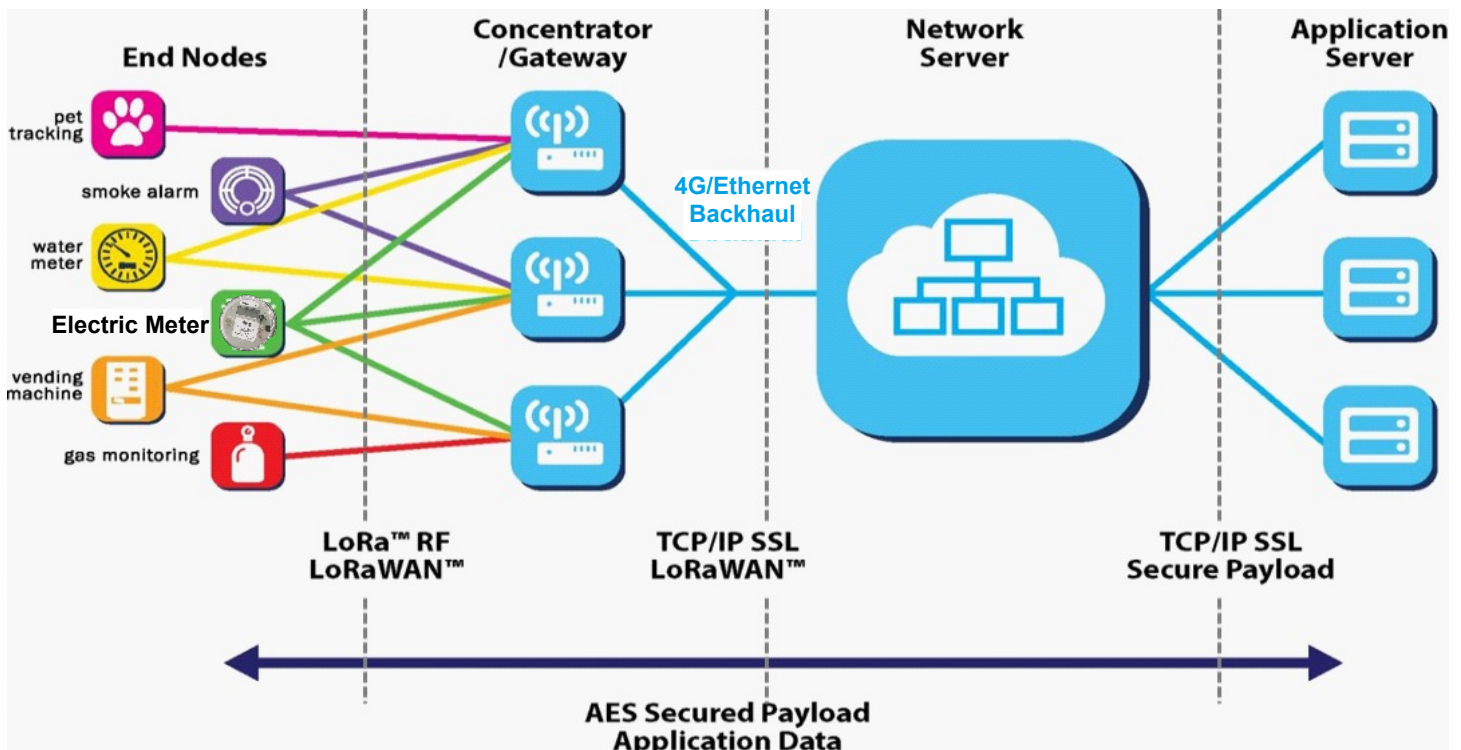 End Nodes
Concentrator
/Gateway
Network
Server
Application
Server
pet
tracking
smoke alarm
water
meter
Electric Meter
vending
machine
gas monitoring
4G/Ethernet
Backhaul
LoRa™ RF
LoRaWAN™
TCP/IP SSL
LoRaWAN™
TCP/IP SSL
Secure Payload
AES Secured Payload
Application Data